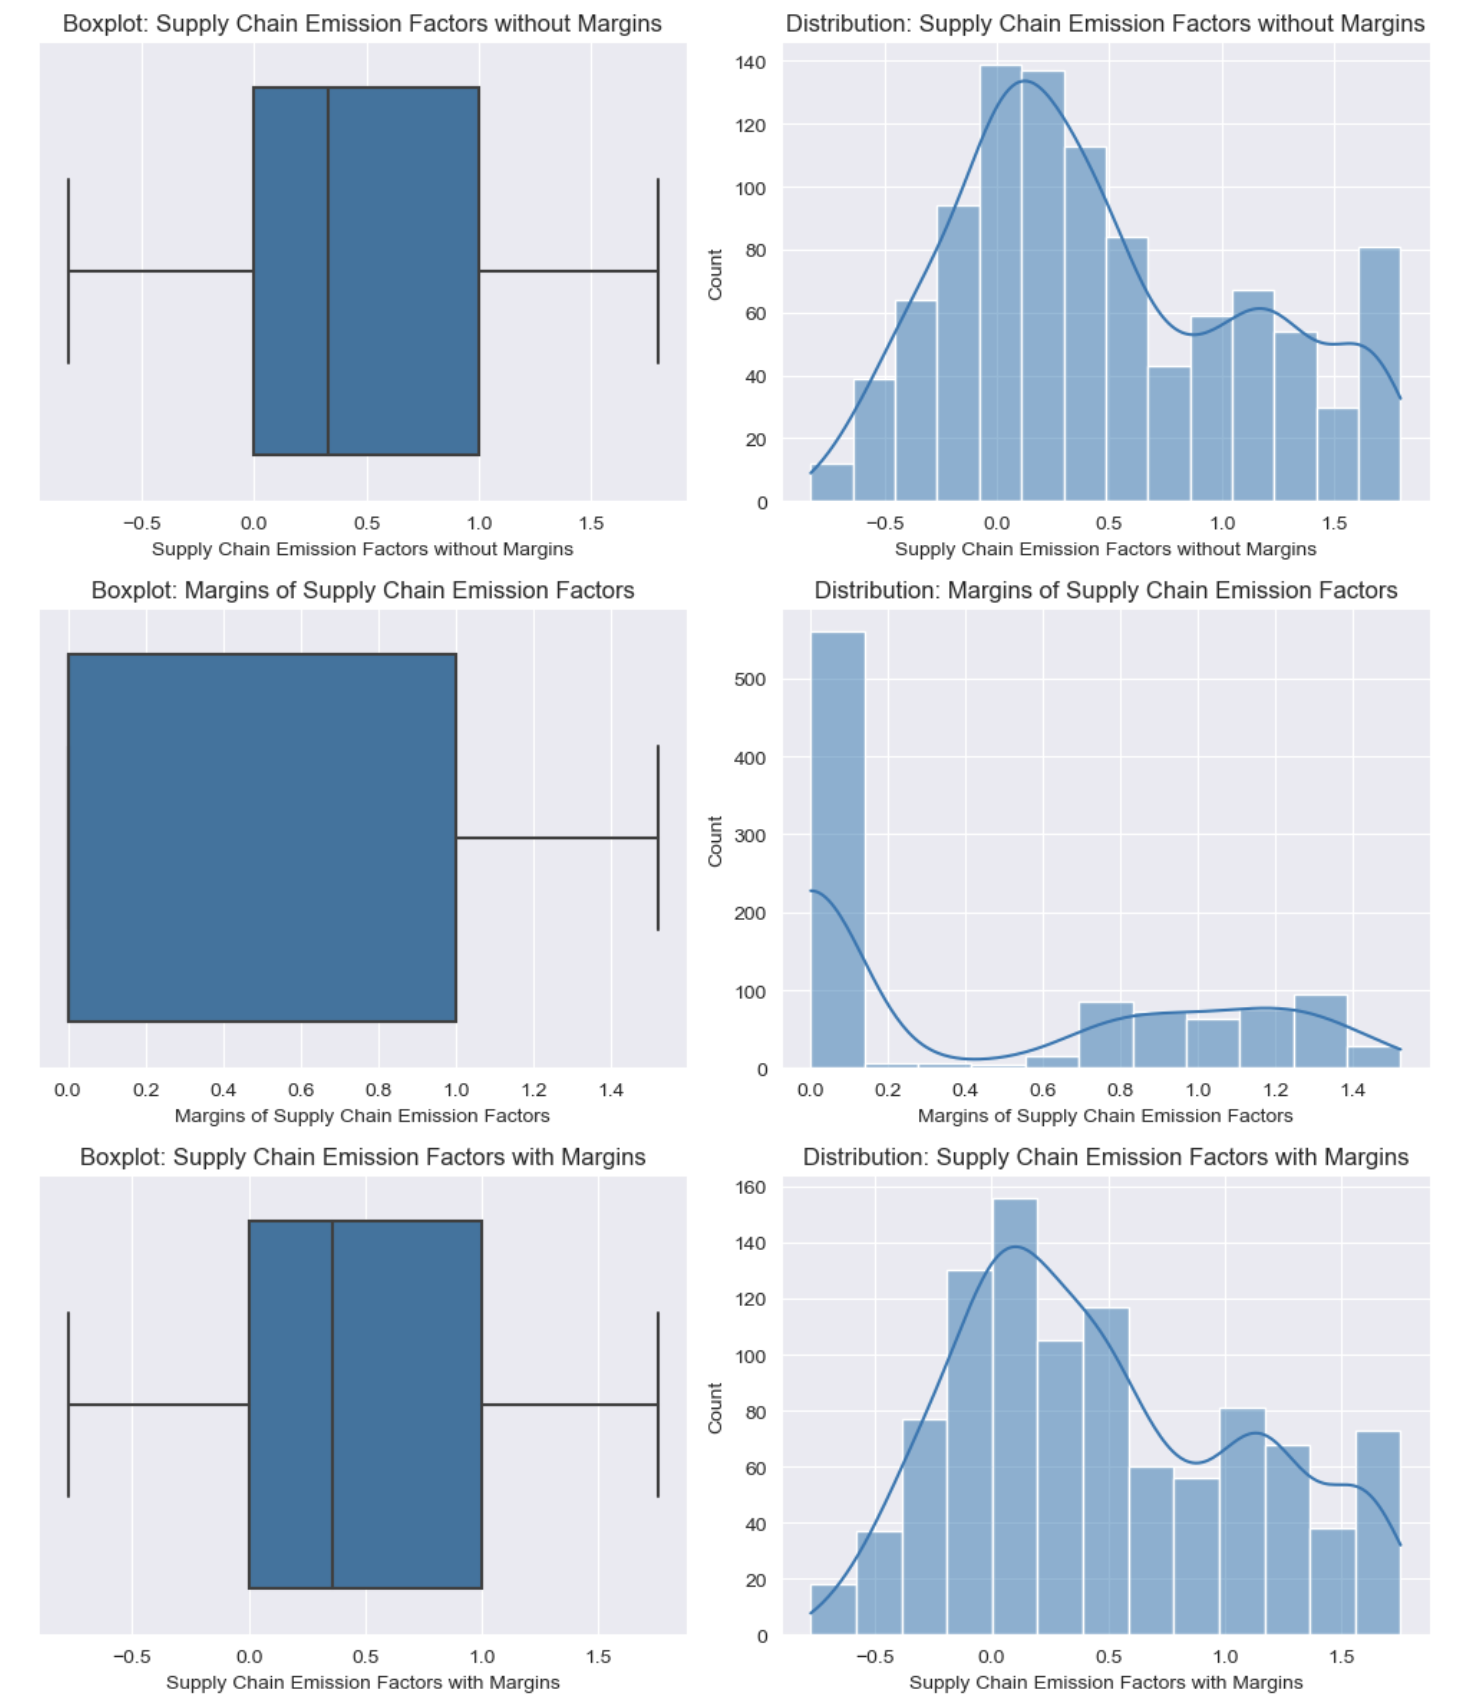 Boxplot: Supply Chain Emission Factors without Margins
−0.5 0.0 0.5 1.0 1.5
Supply Chain Emission Factors without Margins
Distribution: Supply Chain Emission Factors without Margins
140
120
100
80
60
40
20
0
Count
−0.5 0.0 0.5 1.0 1.5
Supply Chain Emission Factors without Margins
Boxplot: Margins of Supply Chain Emission Factors
0.0 0.2 0.4 0.6 0.8 1.0 1.2 1.4
Margins of Supply Chain Emission Factors
Distribution: Margins of Supply Chain Emission Factors
500
400
300
200
100
0
Count
0.0 0.2 0.4 0.6 0.8 1.0 1.2 1.4
Margins of Supply Chain Emission Factors
Boxplot: Supply Chain Emission Factors with Margins
−0.5 0.0 0.5 1.0 1.5
Supply Chain Emission Factors with Margins
Distribution: Supply Chain Emission Factors with Margins
160
140
120
100
80
60
40
20
0
Count
−0.5 0.0 0.5 1.0 1.5
Supply Chain Emission Factors with Margins